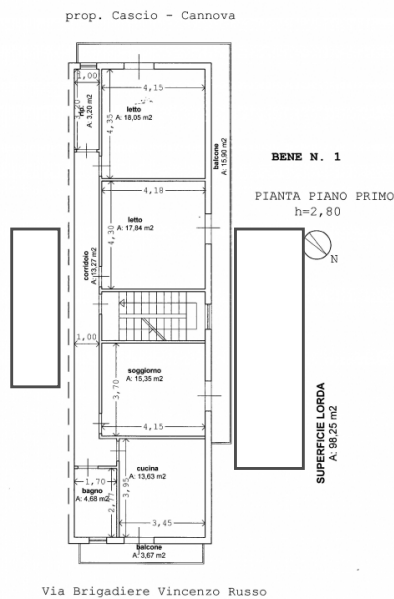 prop. Cascio - Cannova
1,00
4,15
rip.
A: 3,20 m2
3,20
letto
A: 18,05 m2
4,35
balcone
A: 15,90 m2
BENE N. 1
4,18
PIANTA PIANO PRIMO
h=2,80
letto
A: 17,84 m2
4,30
N
corridoio
A:13,27 m2
1,00
soggiorno
A: 15,35 m2
3,70
4,15
SUPERFICIE LORDA
A: 98,25 m2
cucina
A: 13,63 m2
3,95
1,70
bagno
A: 4,68 m2
2,77
3,45
balcone
A: 3,67 m2
Via Brigadiere Vincenzo Russo